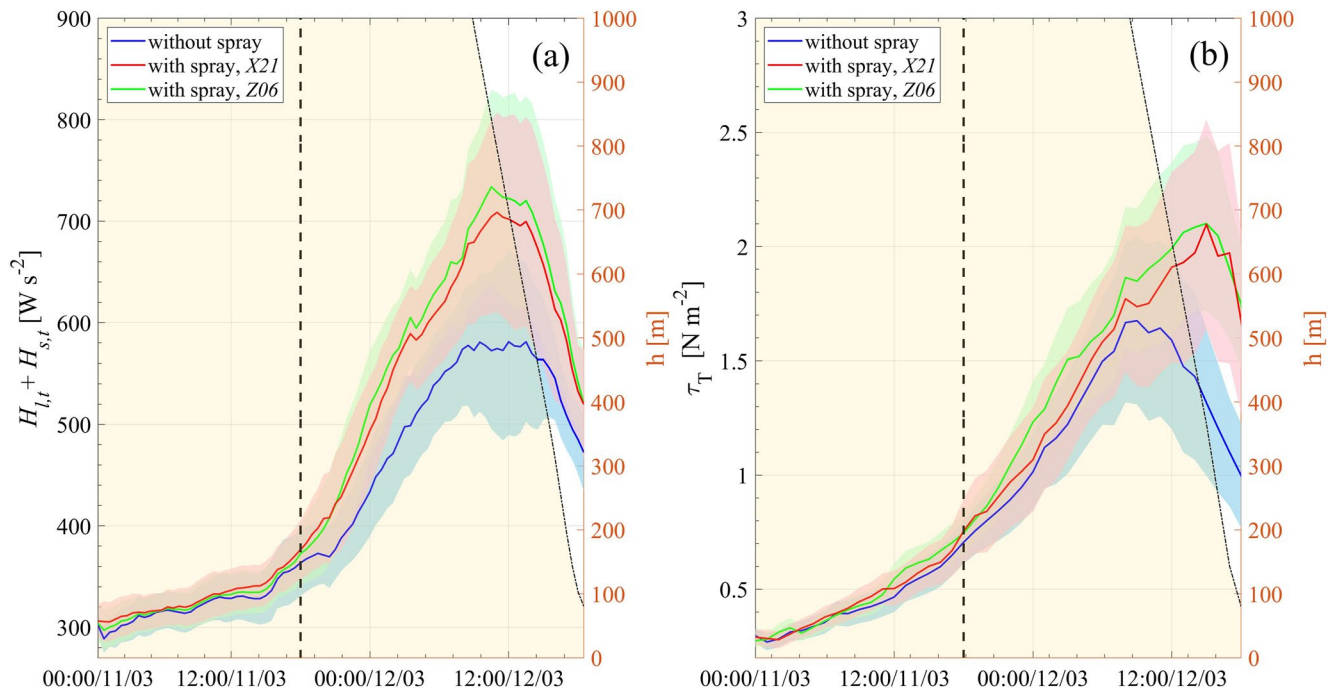 (a)
without spray
with spray, X21
with spray, Z06
H_{l,t} + H_{s,t} [W s^{-2}]
900
800
700
600
500
400
300
1000
900
800
700
600
500
400
300
200
100
0
h [m]
00:00/11/03 12:00/11/03 00:00/12/03 12:00/12/03
(b)
without spray
with spray, X21
with spray, Z06
τ_T [N m^{-2}]
3
2.5
2
1.5
1
0.5
1000
900
800
700
600
500
400
300
200
100
0
h [m]
00:00/11/03 12:00/11/03 00:00/12/03 12:00/12/03